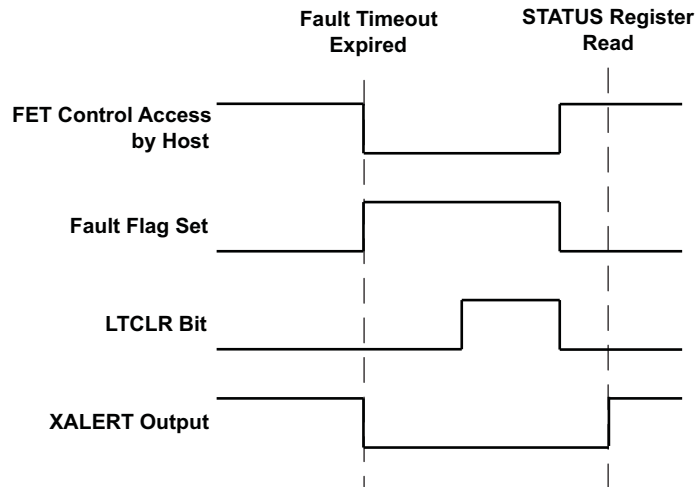 Fault Timeout
Expired
STATUS Register
Read
FET Control Access
by Host
Fault Flag Set
LTCLR Bit
XALERT Output